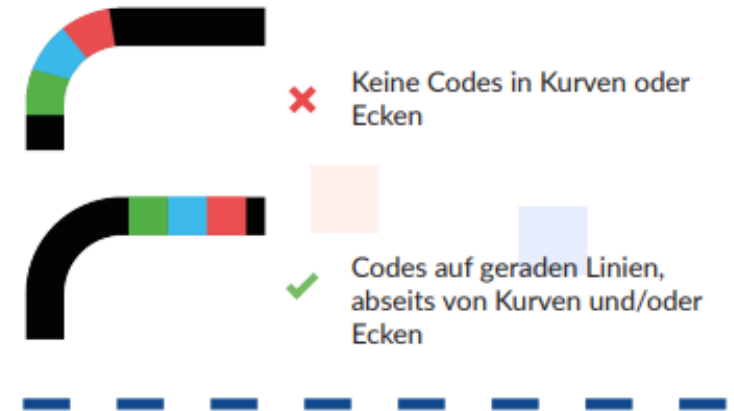 Keine Codes in Kurven oder
Ecken
Codes auf geraden Linien,
abseits von Kurven und/oder
Ecken